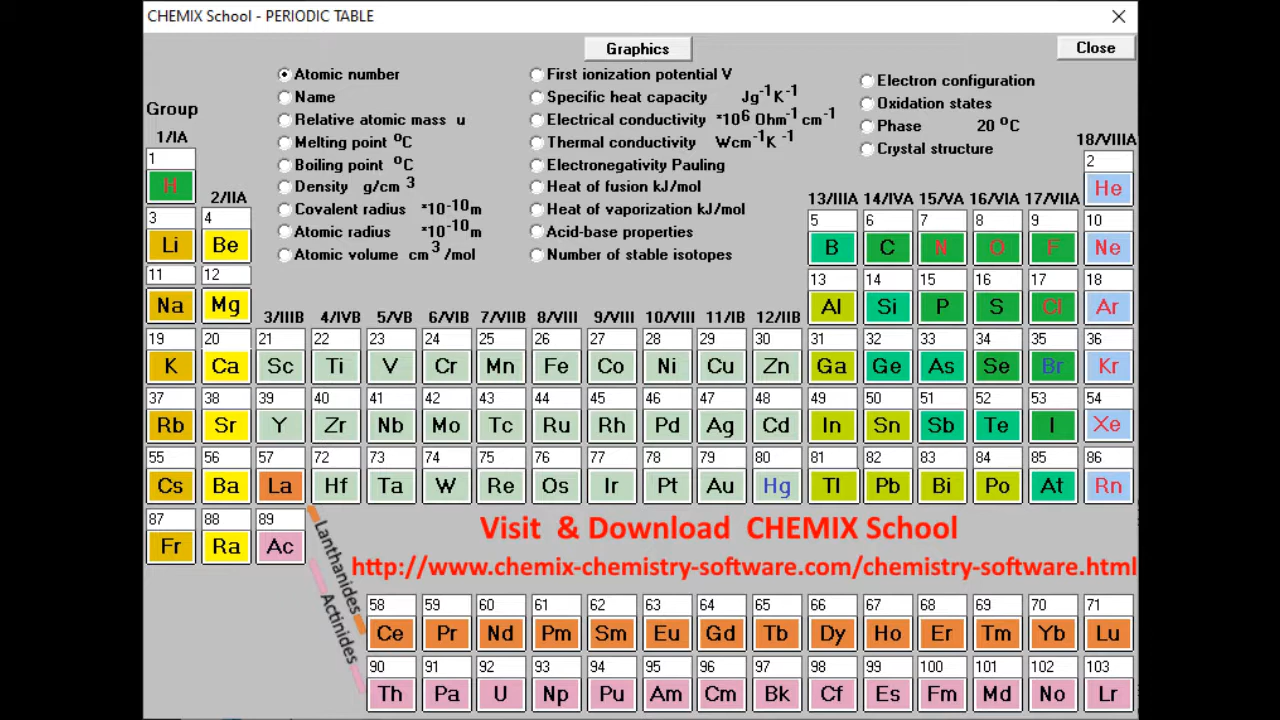 CHEMIX School - PERIODIC TABLE
Graphics
Close
Atomic number
Name
Relative atomic mass u
Melting point ºC
Boiling point ºC
Density g/cm 3
Covalent radius *10-10m
Atomic radius *10-10m
Atomic volume cm3/mol
First ionization potential V
Specific heat capacity Jg-1K-1
Electrical conductivity *106 Ohm-1cm-1
Thermal conductivity Wcm-1K -1
Electronegativity Pauling
Heat of fusion kJ/mol
Heat of vaporization kJ/mol
Acid-base properties
Number of stable isotopes
Electron configuration
Oxidation states
Phase 20 ºC
Crystal structure
Group
1/IA
18/VIIIA
1 2
H He
2/IIA 13/IIIA 14/IVA 15/VA 16/VIA 17/VIIA
3 4 5 6 7 8 9 10
Li Be B C N O F Ne
11 12 13 14 15 16 17 18
Na Mg Al Si P S Cl Ar
3/IIIB 4/IVB 5/VB 6/VIB 7/VIIB 8/VIII 9/VIII 10/VIII 11/IB 12/IIB
19 20 21 22 23 24 25 26 27 28 29 30 31 32 33 34 35 36
K Ca Sc Ti V Cr Mn Fe Co Ni Cu Zn Ga Ge As Se Br Kr
37 38 39 40 41 42 43 44 45 46 47 48 49 50 51 52 53 54
Rb Sr Y Zr Nb Mo Tc Ru Rh Pd Ag Cd In Sn Sb Te I Xe
55 56 57 72 73 74 75 76 77 78 79 80 81 82 83 84 85 86
Cs Ba La Hf Ta W Re Os Ir Pt Au Hg Tl Pb Bi Po At Rn
87 88 89
Fr Ra Ac
Visit & Download CHEMIX School
http://www.chemix-chemistry-software.com/chemistry-software.html
Lanthanides
Actinides
58 59 60 61 62 63 64 65 66 67 68 69 70 71
Ce Pr Nd Pm Sm Eu Gd Tb Dy Ho Er Tm Yb Lu
90 91 92 93 94 95 96 97 98 99 100 101 102 103
Th Pa U Np Pu Am Cm Bk Cf Es Fm Md No Lr